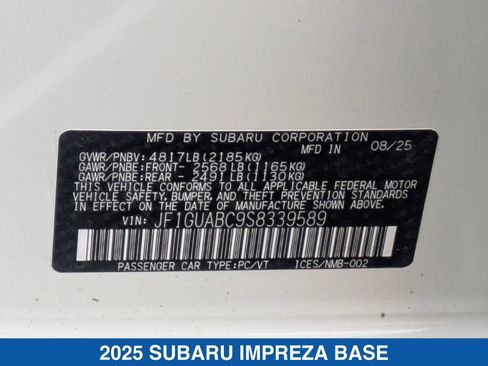 MFD BY SUBARU CORPORATION 08/25
GVWR/PNBV: 4817LB(2185KG)
GAWR/PNBE:FRONT- 2568LB(1165KG)
GAWR/PNBE:REAR - 2491LB(1130KG)
THIS VEHICLE CONFORMS TO ALL APPLICABLE FEDERAL MOTOR
VEHICLE SAFETY, BUMPER, AND THEFT PREVENTION STANDARDS
IN EFFECT ON THE DATE OF MANUFACTURE SHOWN ABOVE.
VIN: JF1GUABC9S8339589
PASSENGER CAR TYPE:PC/VT ICES/NMB-002
2025 SUBARU IMPREZA BASE